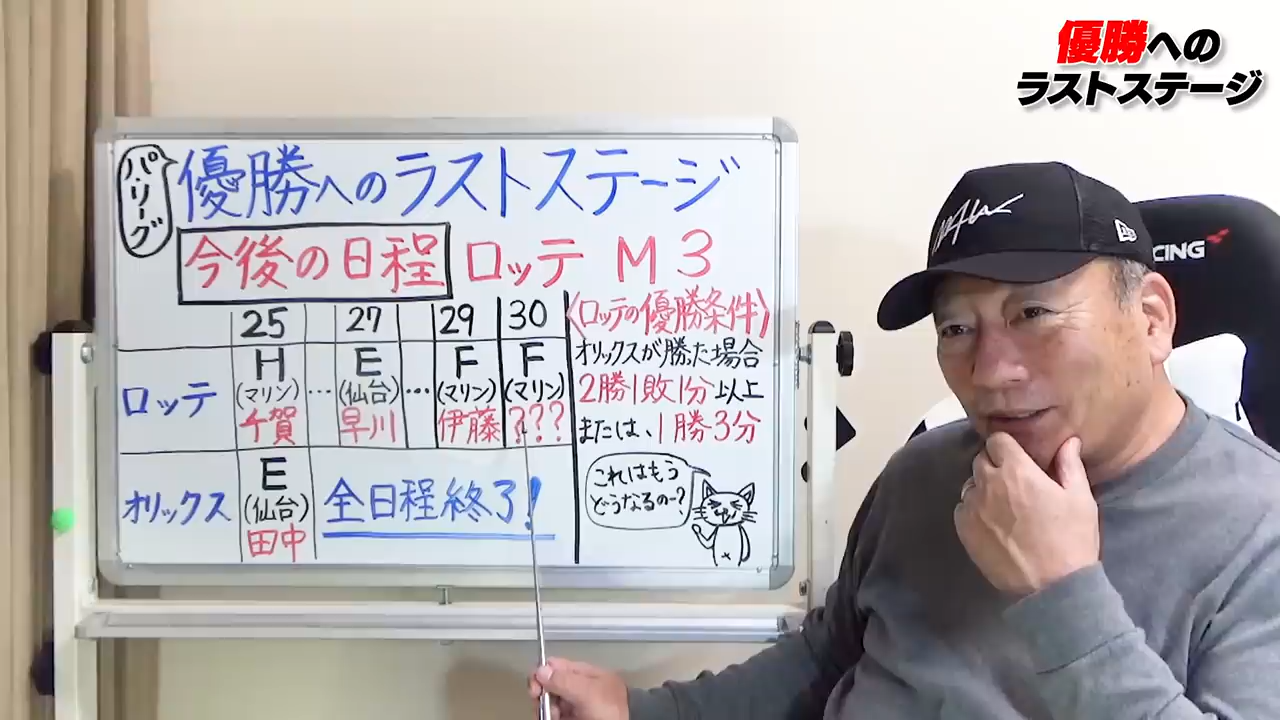 優勝への
ラストステージ
パ・リーグ
優勝へのラストステージ
今後の日程 ロッテ M3
25 27 29 30
ロッテ
H E F F
(マリン) … (仙台) … (マリン) (マリン)
千賀 早川 伊藤 ???
オリックス
E
(仙台)
田中
全日程終了!
〈ロッテの優勝条件〉
オリックスが勝った場合
2勝1敗1分以上
または、1勝3分
これはもう
どうなるのー?
CING